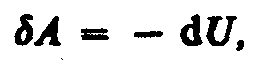 δA = − dU,